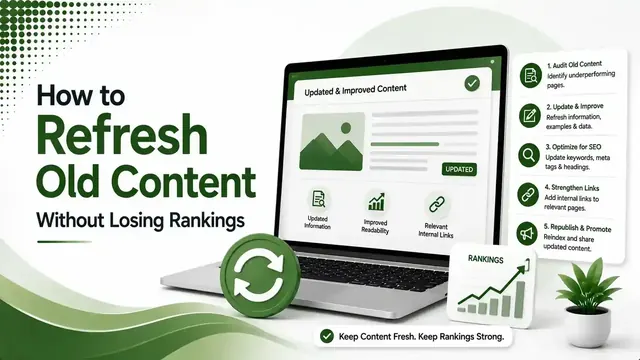 How to
Refresh
Old Content
Without Losing Rankings
Updated & Improved Content
UPDATED
Updated
Information
Improved
Readability
Relevant
Internal Links
1. Audit Old Content
Identify underperforming
pages.
2. Update & Improve
Refresh information,
examples & data.
3. Optimize for SEO
Update keywords, meta
tags & headings.
4. Strengthen Links
Add internal links to
relevant pages.
5. Republish & Promote
Reindex and share
updated content.
RANKINGS
Keep Content Fresh. Keep Rankings Strong.